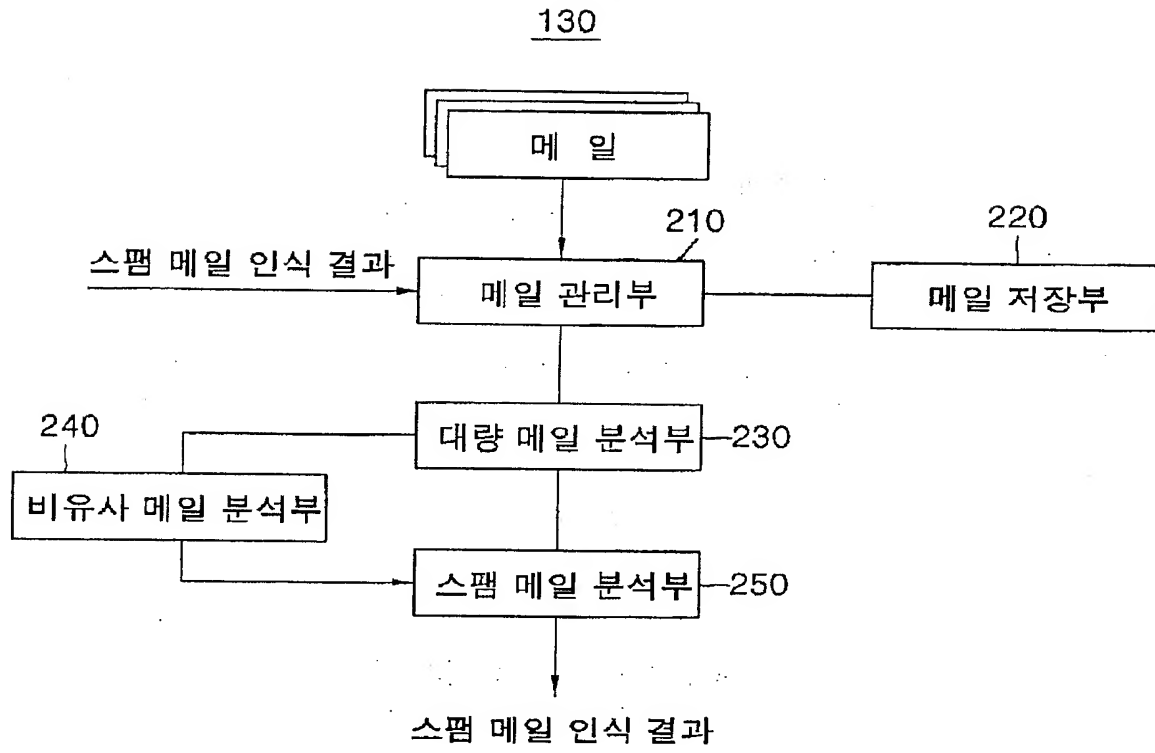 130
메 일
210
220
스팸 메일 인식 결과
메일 관리부
메일 저장부
240
대량 메일 분석부
230
비유사 메일 분석부
스팸 메일 분석부
250
스팸 메일 인식 결과